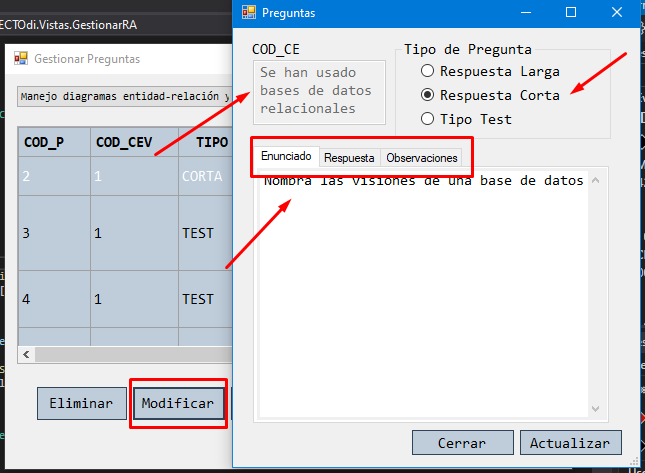 ECTOdi.Vistas.GestionarRA
Gestionar Preguntas
Manejo diagramas entidad-relación y
COD_P COD_CEV TIPO
2 1 CORTA
3 1 TEST
4 1 TEST
Eliminar Modificar
Preguntas
COD_CE
Se han usado
bases de datos
relacionales
Tipo de Pregunta
Respuesta Larga
Respuesta Corta
Tipo Test
Enunciado Respuesta Observaciones
Nombra las visiones de una base de datos
Cerrar Actualizar